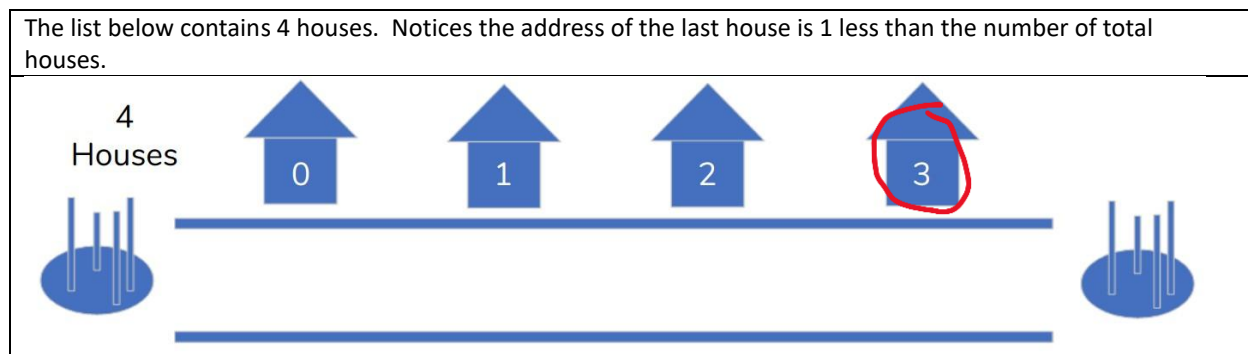 The list below contains 4 houses.  Notices the address of the last house is 1 less than the number of total
houses.
4
Houses
0
1
2
3